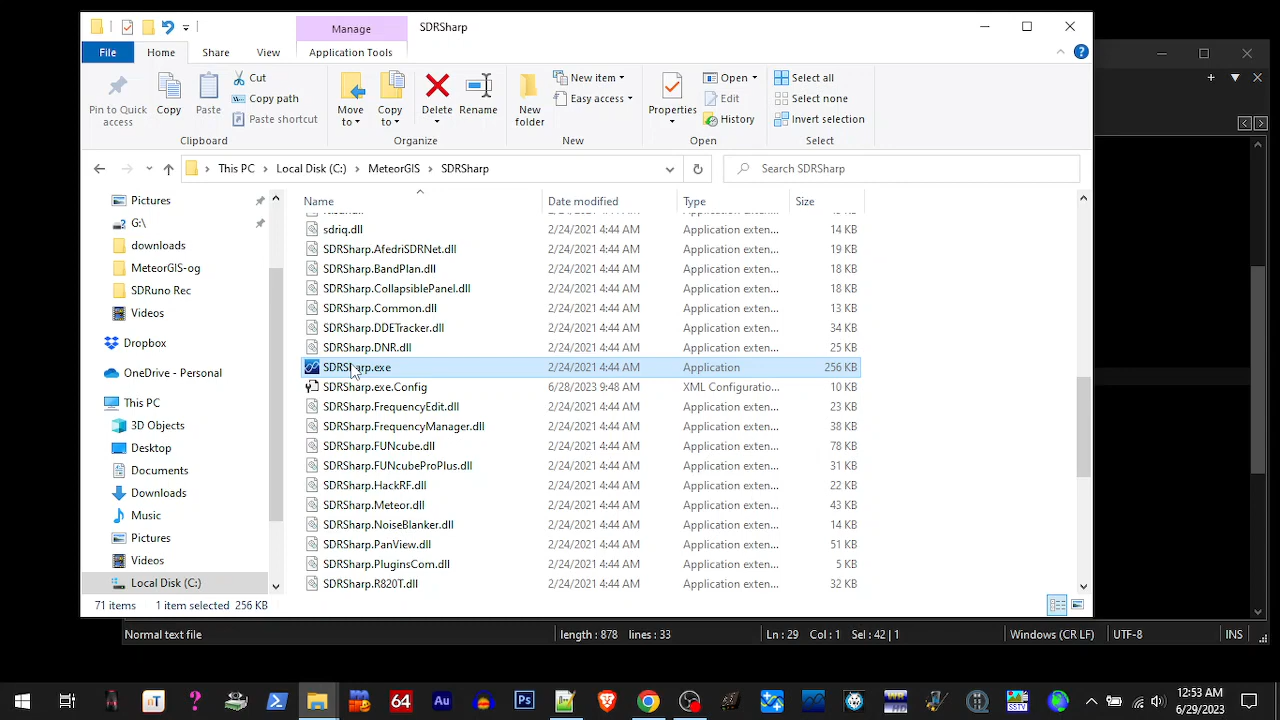 Manage
SDRSharp
File
Home
Share
View
Application Tools
Pin to Quick access
Copy
Paste
Cut
Copy path
Paste shortcut
Clipboard
Move to
Copy to
Delete
Rename
Organize
New folder
New item
Easy access
New
Properties
Open
Edit
History
Open
Select all
Select none
Invert selection
Select
This PC
Local Disk (C:)
MeteorGIS
SDRSharp
Search SDRSharp
Name
Date modified
Type
Size
Pictures
G:\
downloads
MeteorGIS-og
SDRuno Rec
Videos
Dropbox
OneDrive - Personal
This PC
3D Objects
Desktop
Documents
Downloads
Music
Pictures
Videos
Local Disk (C:)
sdriq.dll 2/24/2021 4:44 AM Application exten... 14 KB
SDRSharp.AfedriSDRNet.dll 2/24/2021 4:44 AM Application exten... 19 KB
SDRSharp.BandPlan.dll 2/24/2021 4:44 AM Application exten... 18 KB
SDRSharp.CollapsiblePanel.dll 2/24/2021 4:44 AM Application exten... 18 KB
SDRSharp.Common.dll 2/24/2021 4:44 AM Application exten... 13 KB
SDRSharp.DDETracker.dll 2/24/2021 4:44 AM Application exten... 34 KB
SDRSharp.DNR.dll 2/24/2021 4:44 AM Application exten... 25 KB
SDRSharp.exe 2/24/2021 4:44 AM Application 256 KB
SDRSharp.exe.Config 6/28/2023 9:48 AM XML Configuratio... 10 KB
SDRSharp.FrequencyEdit.dll 2/24/2021 4:44 AM Application exten... 23 KB
SDRSharp.FrequencyManager.dll 2/24/2021 4:44 AM Application exten... 38 KB
SDRSharp.FUNcube.dll 2/24/2021 4:44 AM Application exten... 78 KB
SDRSharp.FUNcubeProPlus.dll 2/24/2021 4:44 AM Application exten... 31 KB
SDRSharp.HackRF.dll 2/24/2021 4:44 AM Application exten... 22 KB
SDRSharp.Meteor.dll 2/24/2021 4:44 AM Application exten... 43 KB
SDRSharp.NoiseBlanker.dll 2/24/2021 4:44 AM Application exten... 14 KB
SDRSharp.PanView.dll 2/24/2021 4:44 AM Application exten... 51 KB
SDRSharp.PluginsCom.dll 2/24/2021 4:44 AM Application exten... 5 KB
SDRSharp.R820T.dll 2/24/2021 4:44 AM Application exten... 32 KB
71 items 1 item selected 256 KB
Normal text file length : 878 lines : 33 Ln : 29 Col : 1 Sel : 42 | 1 Windows (CR LF) UTF-8 INS
nT
64
Au
Ps
SSTV
12:53 AM
6/29/2023